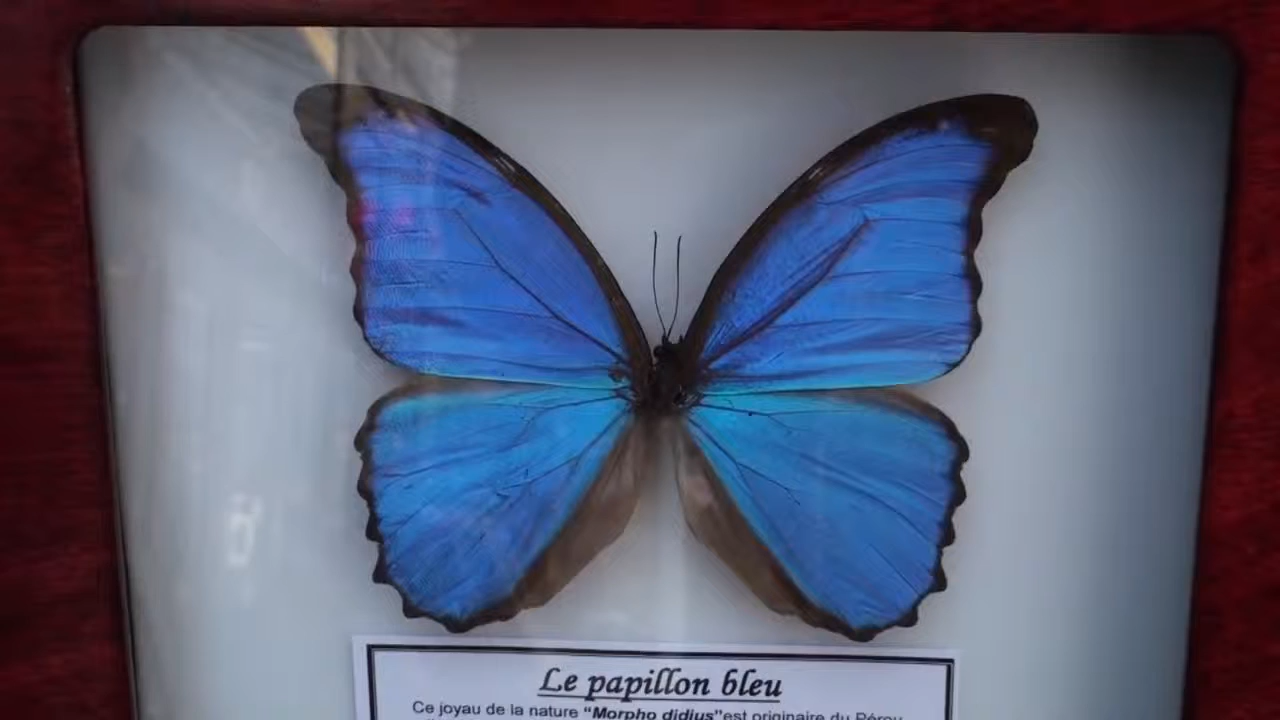 Le papillon bleu
Ce joyau de la nature “Morpho didius”est originaire du Pérou